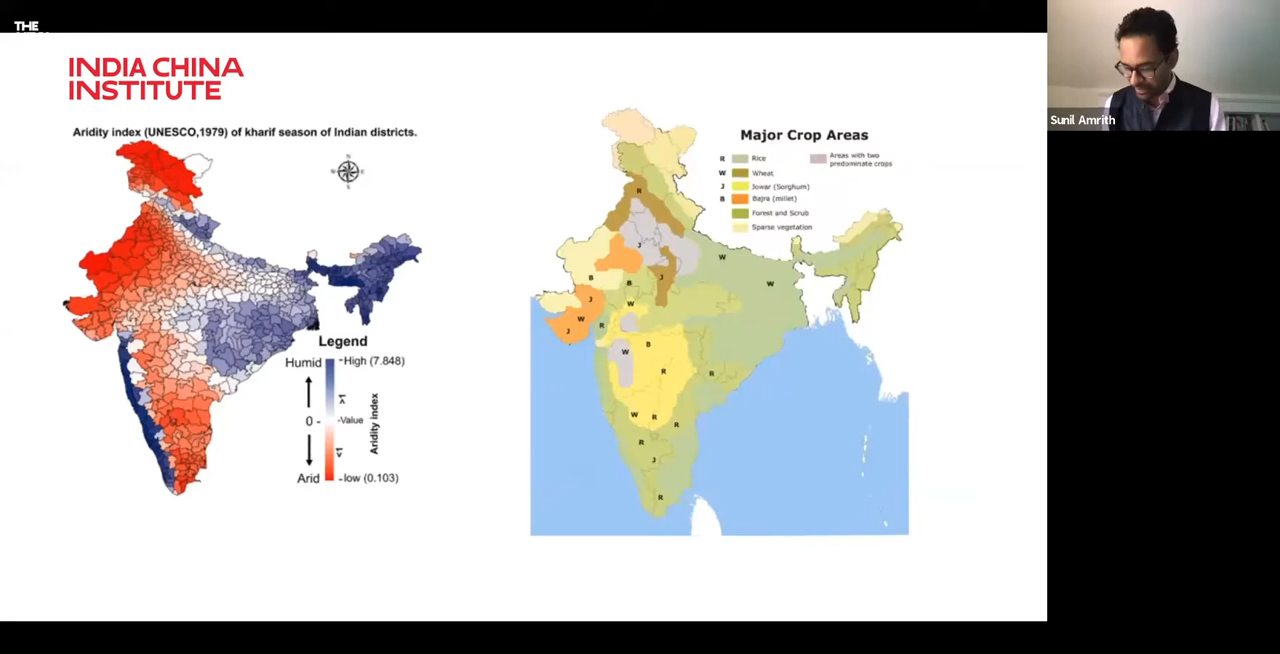 THE
INDIA CHINA
INSTITUTE
Aridity index (UNESCO,1979) of kharif season of Indian districts.
N
W
E
S
Legend
Humid
High (7.848)
>1
0
Value
Aridity index
<1
Arid
low (0.103)
Major Crop Areas
R Rice
Areas with two
predominate crops
W Wheat
J Jowar (Sorghum)
B Bajra (millet)
Forest and Scrub
Sparse vegetation
R
J
W
B
J
B
W
J
W
W
R
J
B
W
R
R
W
R
R
R
J
R
Sunil Amrith